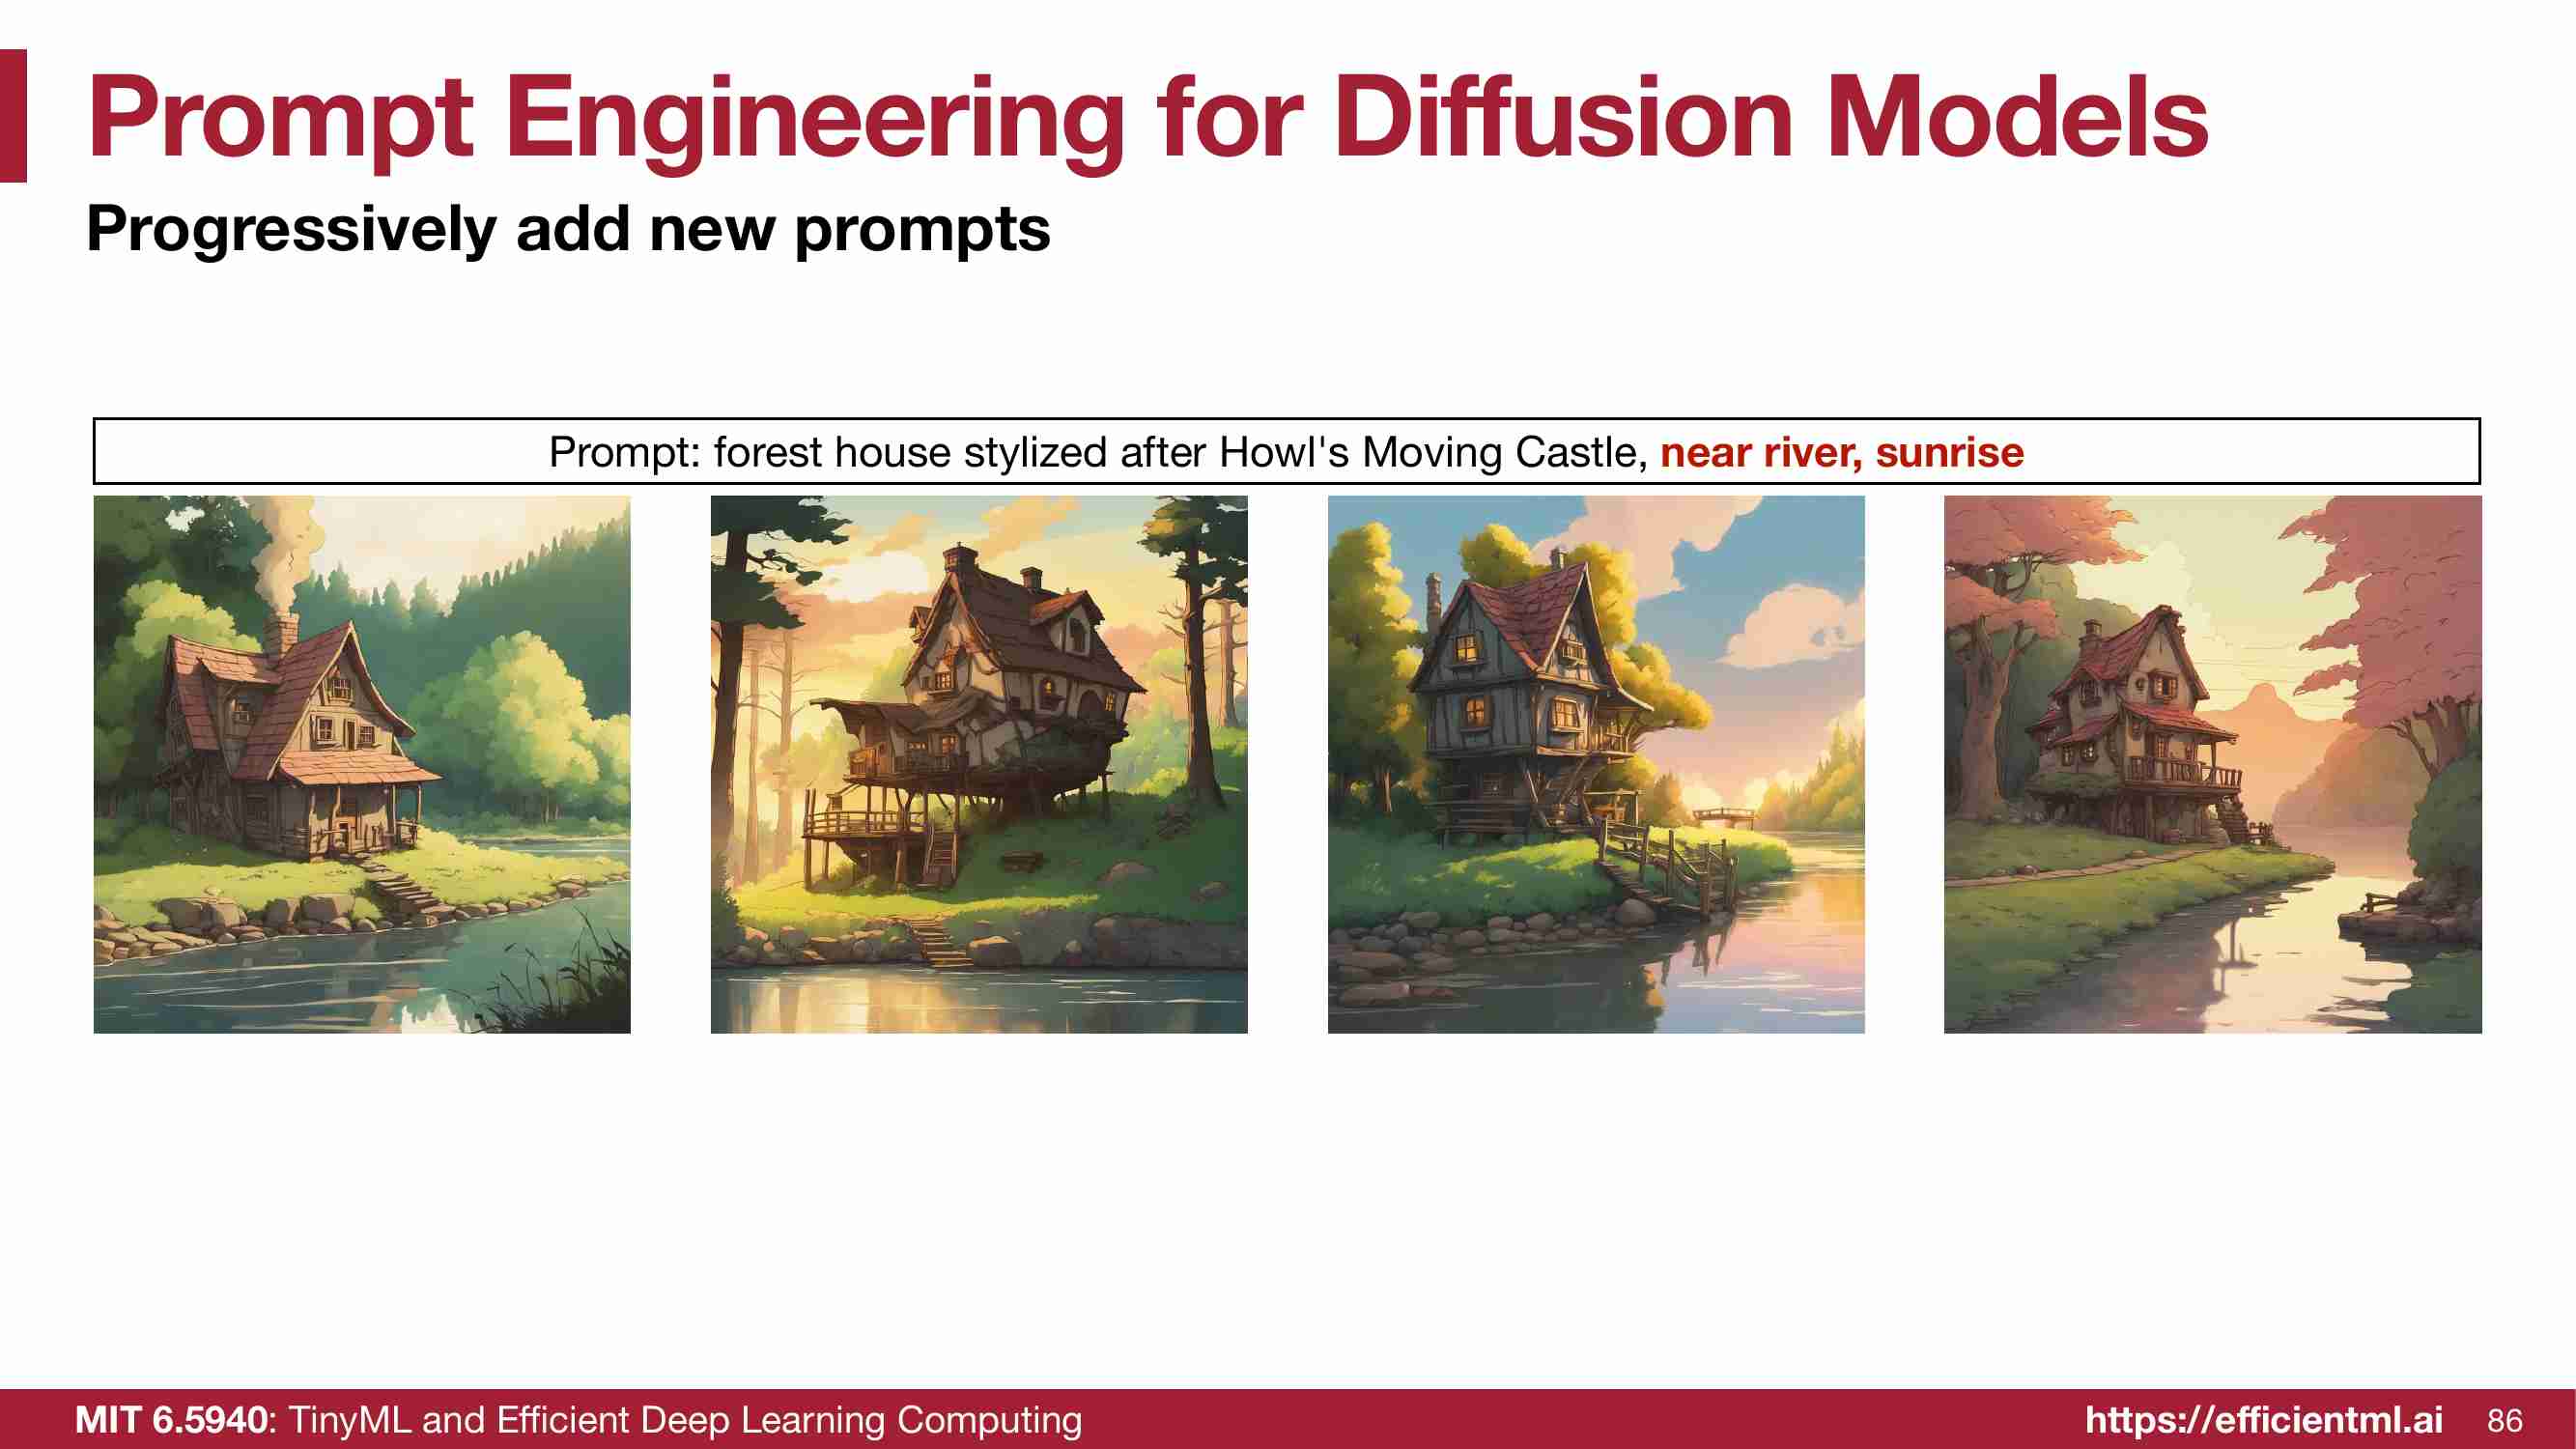 Prompt Engineering for Diffusion Models
Progressively add new prompts
Prompt: forest house stylized after Howl's Moving Castle, near river, sunrise
MIT 6.5940: TinyML and Efficient Deep Learning Computing
https://efficientml.ai
86